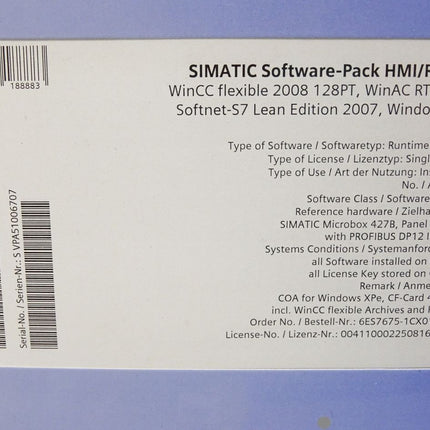 188883
SIMATIC Software-Pack HMI/
WinCC flexible 2008 128PT, WinAC RT
Softnet-S7 Lean Edition 2007, Windo
Type of Software / Softwaretyp: Runtime
Type of License / Lizenztyp: Singl
Type of Use / Art der Nutzung: Ins
No. / A
Software Class / Software
Reference hardware / Zielha
SIMATIC Microbox 427B, Panel
with PROFIBUS DP12 I
Systems Conditions / Systemanford
all Software installed on
all License Key stored on
Remark / Anme
COA for Windows XPe, CF-Card 4
incl. WinCC flexible Archives and
Order No. / Bestell-Nr.: 6ES7675-1CX01
License-No. / Lizenz-Nr.: 004110002250816
Serial-No. / Serien-Nr.: S VPA51006707